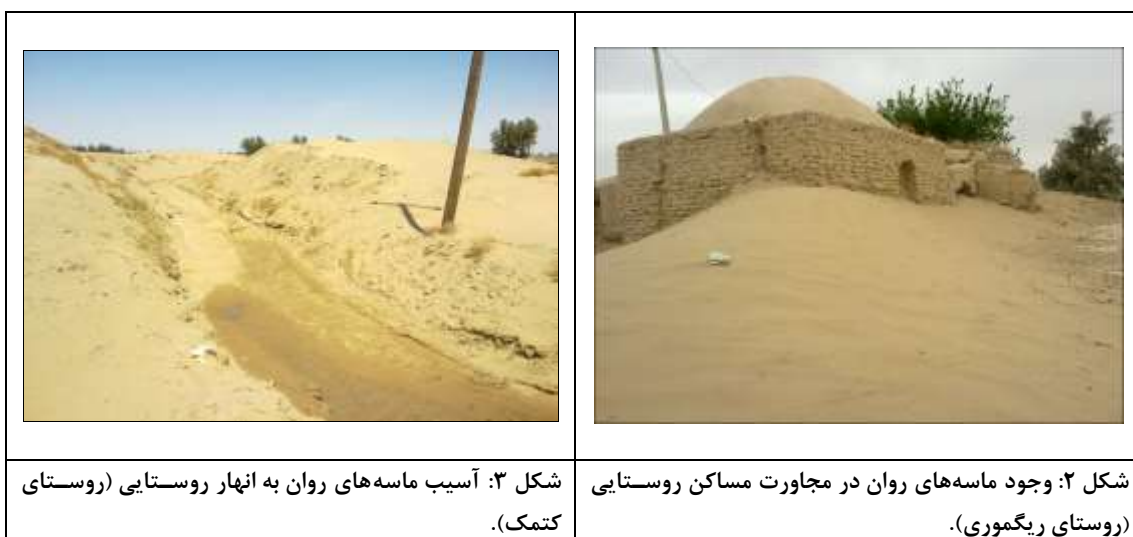 شکل ۲: وجود ماسه‌های روان در مجاورت مساکن روستایی
(روستای ریگموری).
شکل ۳: آسیب ماسه‌های روان به انهار روستایی (روستای
کتمک).